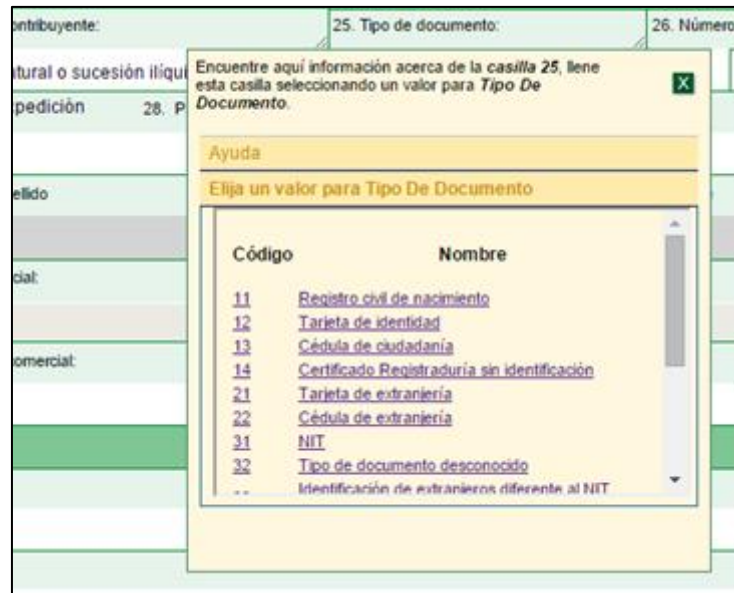 ontribuyente:
25. Tipo de documento:
26. Número
Encuentre aquí información acerca de la casilla 25, llene
esta casilla seleccionando un valor para Tipo De
Documento.
X
tural o sucesión ilíqui
pedición
28. P
Ayuda
ellido
Elija un valor para Tipo De Documento
Código Nombre
cial:
11 Registro civil de nacimiento
12 Tarjeta de identidad
13 Cédula de ciudadanía
omercial:
14 Certificado Registraduría sin identificación
21 Tarjeta de extranjería
22 Cédula de extranjería
31 NIT
32 Tipo de documento desconocido
Identificación de extranjeros diferente al NIT